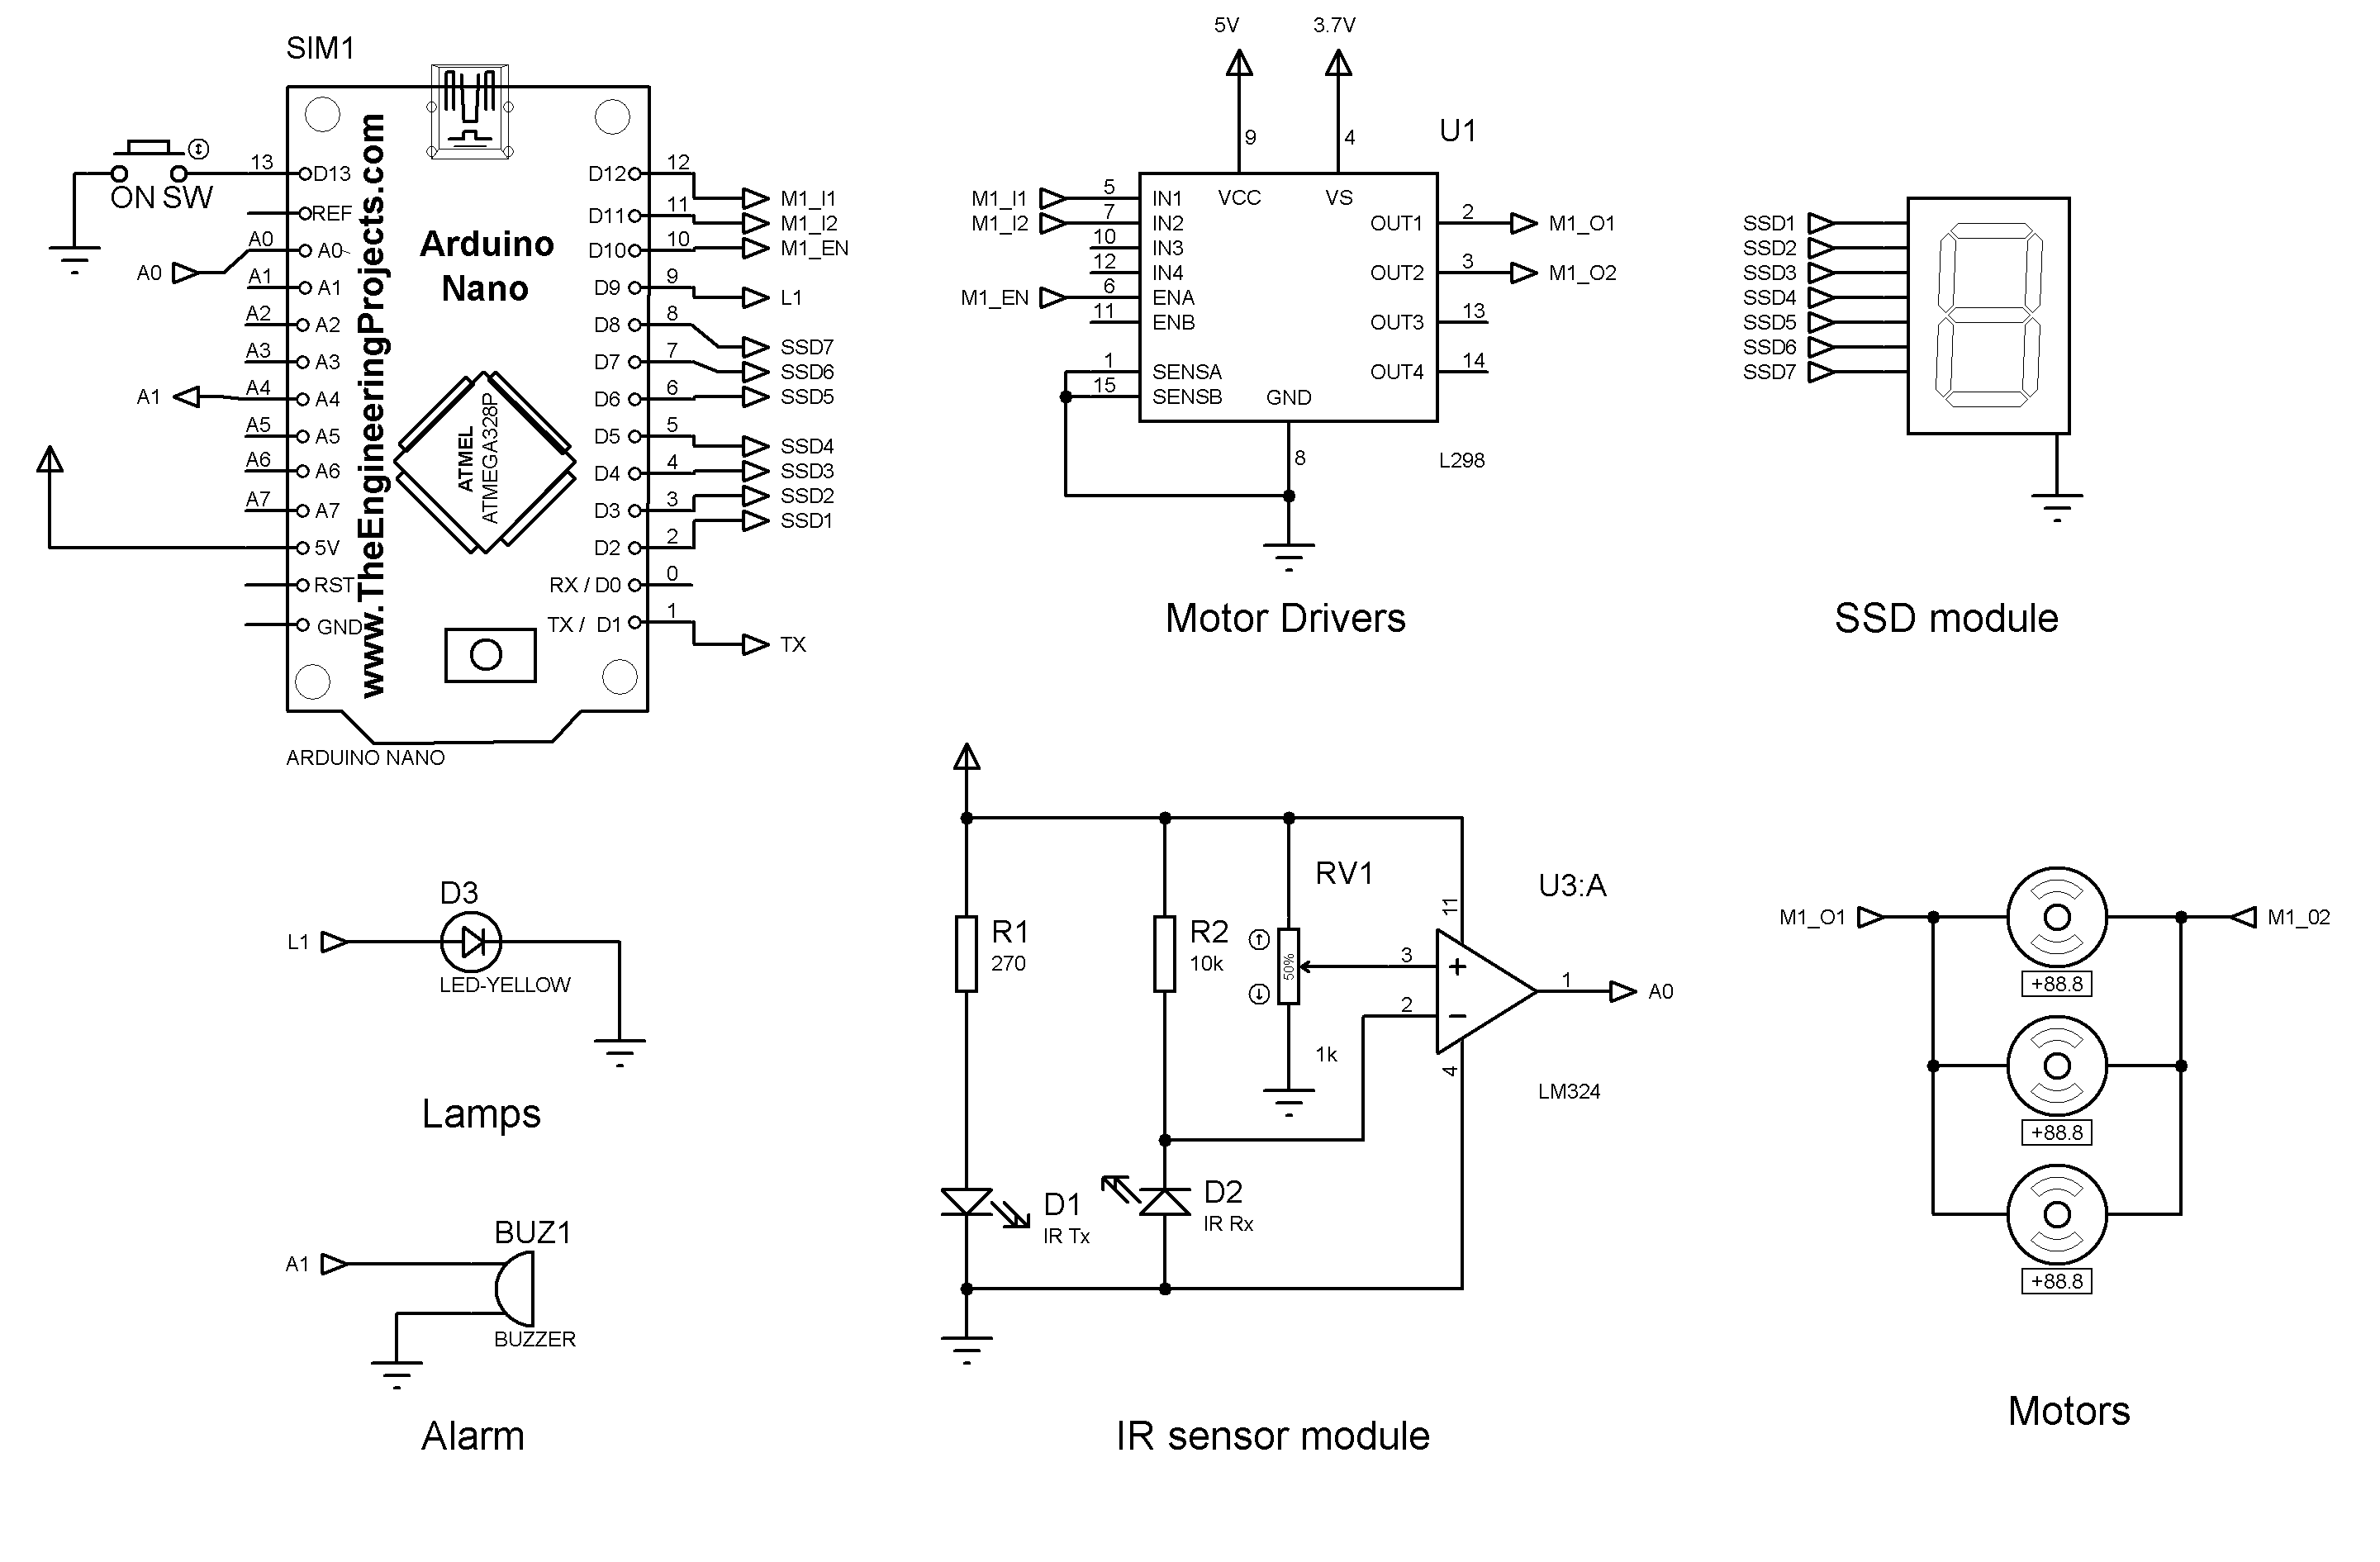 SIM1
www.TheEngineeringProjects.com
Arduino
Nano
ATMEL
ATMEGA328P
ON SW
13
D13
REF
A0
A0
A0~
A1
A1
A2
A2
A3
A3
A1
A4
A4
A5
A5
A6
A6
A7
A7
5V
RST
GND
D12
12
M1_I1
D11
11
M1_I2
D10
10
M1_EN
D9
9
L1
D8
8
SSD7
D7
7
SSD6
D6
6
SSD5
D5
5
SSD4
D4
4
SSD3
D3
3
SSD2
D2
2
SSD1
RX / D0
0
TX / D1
1
TX
ARDUINO NANO
5V
3.7V
9
4
U1
M1_I1
5
IN1
VCC
VS
M1_I2
7
IN2
10
IN3
12
IN4
M1_EN
6
ENA
11
ENB
1
SENSA
15
SENSB
GND
8
OUT1
2
M1_O1
OUT2
3
M1_O2
OUT3
13
OUT4
14
L298
Motor Drivers
SSD1
SSD2
SSD3
SSD4
SSD5
SSD6
SSD7
SSD module
D3
L1
LED-YELLOW
Lamps
BUZ1
A1
BUZZER
Alarm
R1
270
R2
10k
RV1
50%
1k
U3:A
11
3
+
2
−
4
1
A0
LM324
D1
IR Tx
D2
IR Rx
IR sensor module
M1_O1
M1_02
+88.8
+88.8
+88.8
Motors